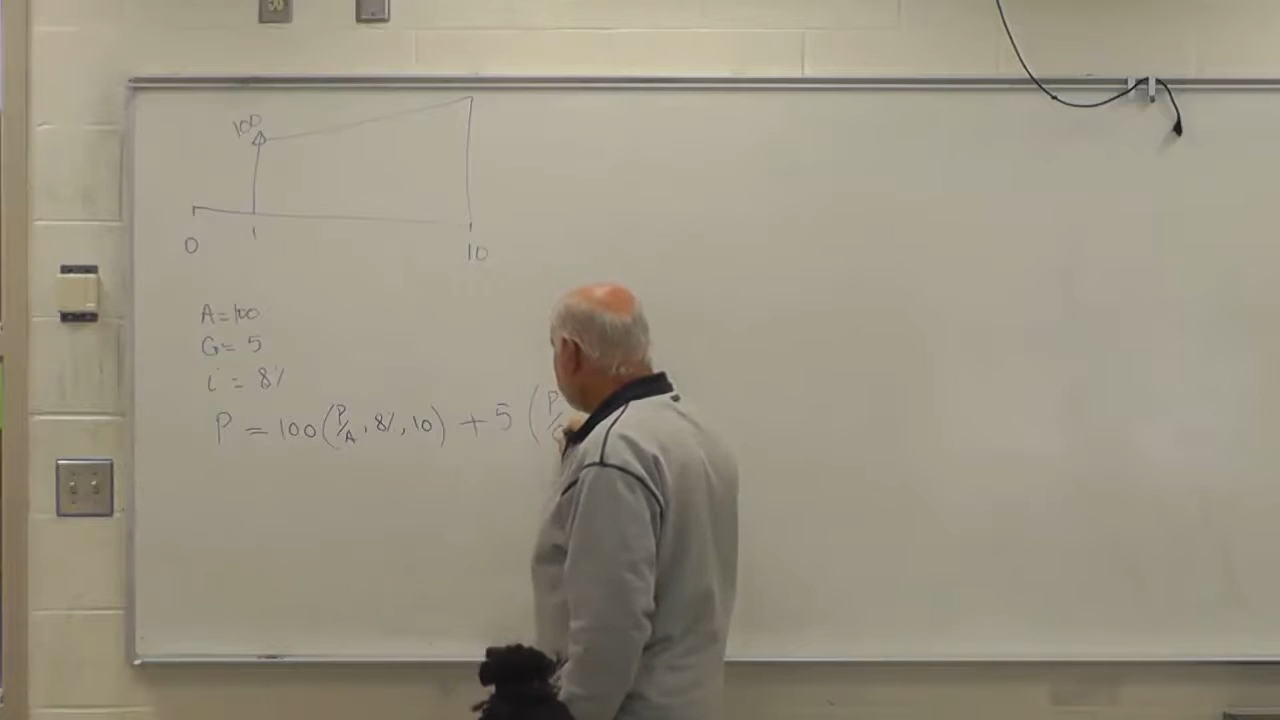 100
0 1 10
A=100
G=5
i = 8%
P = 100(P/A, 8%, 10) + 5 (P/